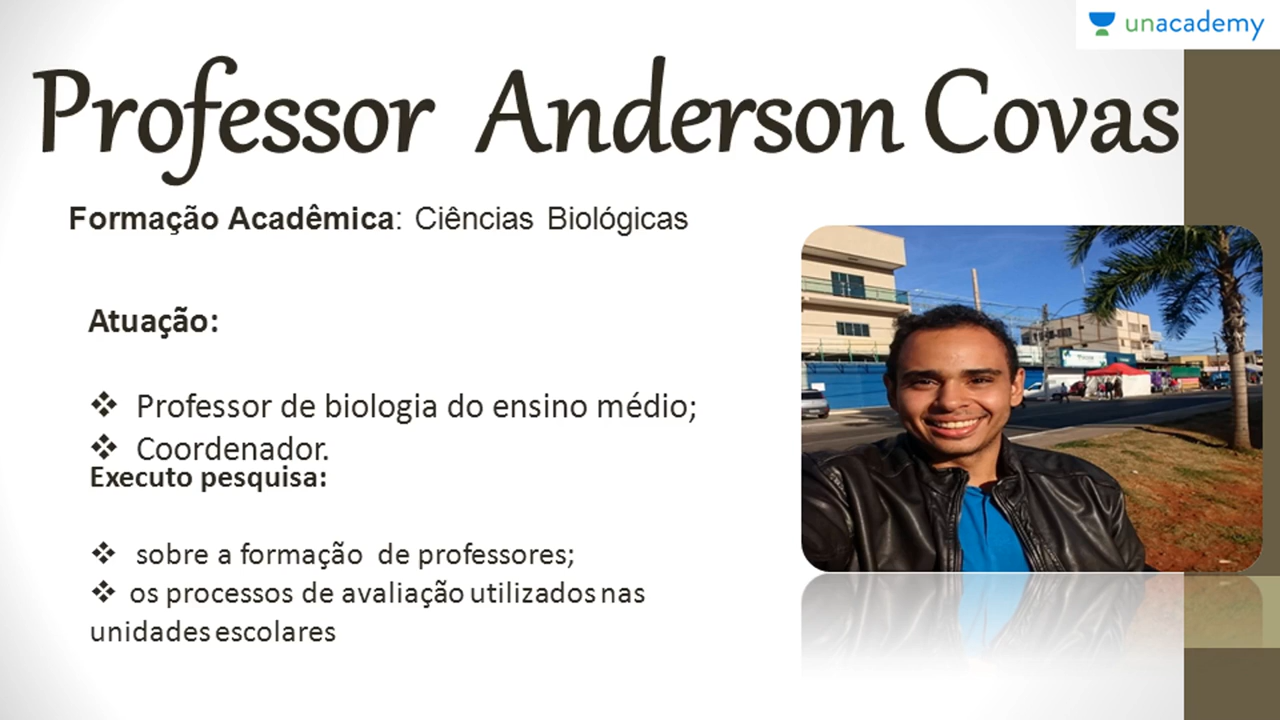 unacademy
Professor Anderson Covas
Formação Acadêmica: Ciências Biológicas
Atuação:
❖ Professor de biologia do ensino médio;
❖ Coordenador.
Executo pesquisa:
❖ sobre a formação de professores;
❖ os processos de avaliação utilizados nas
unidades escolares